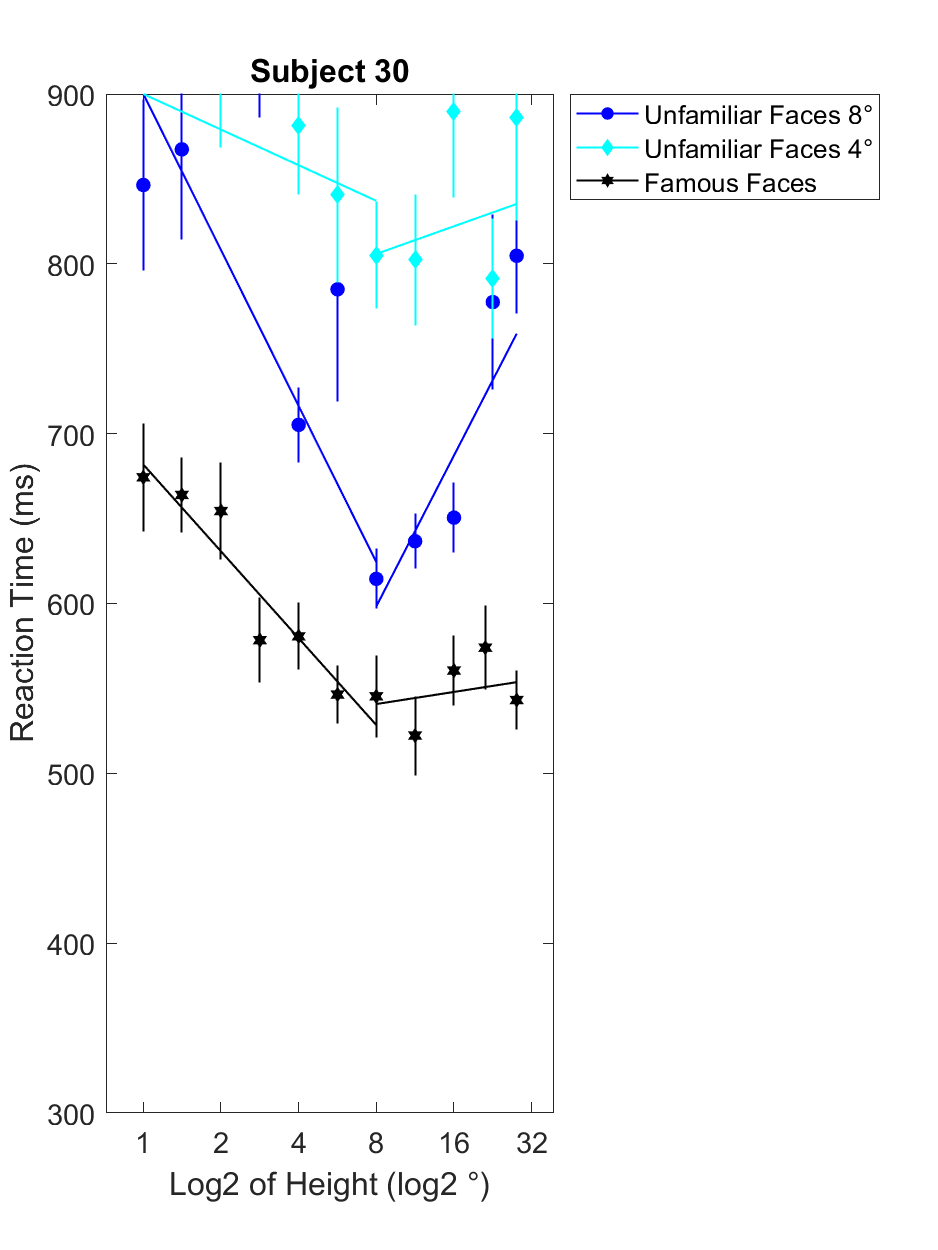 Subject 30
900
800
700
600
500
400
300
Reaction Time (ms)
1 2 4 8 16 32
Log2 of Height (log2 °)
Unfamiliar Faces 8°
Unfamiliar Faces 4°
Famous Faces